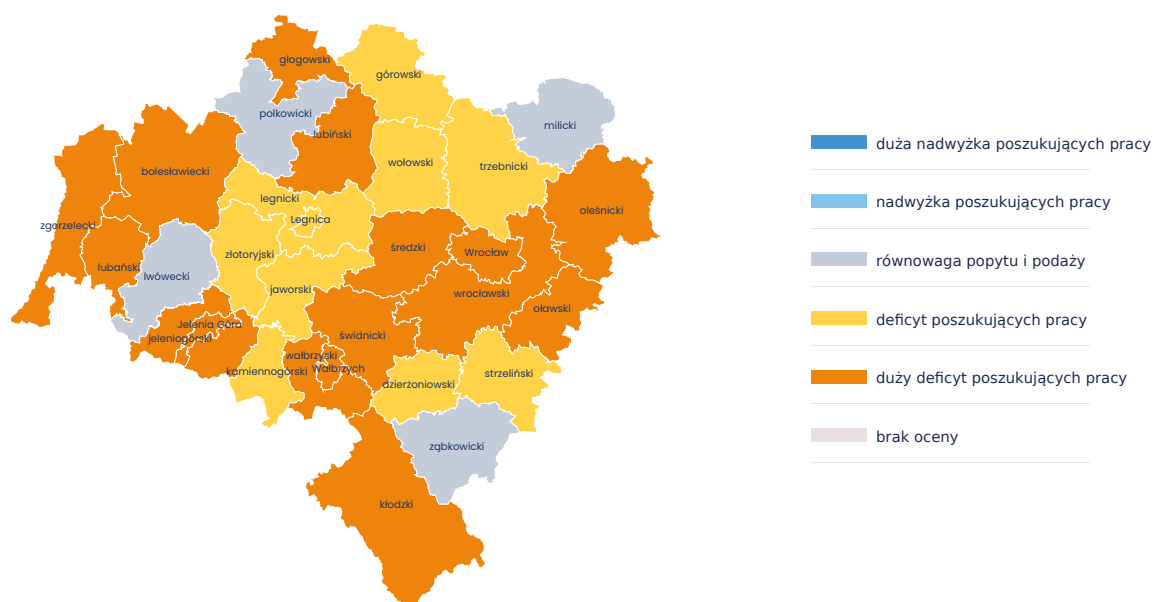 głogowski
górowski
polkowicki
lubiński
milicki
wołowski
trzebnicki
bolesławiecki
legnicki
Legnica
oleśnicki
zgorzelecki
lubański
lwówecki
złotoryjski
średzki
Wrocław
jaworski
wrocławski
oławski
Jelenia Góra
jeleniogórski
świdnicki
wałbrzyski
Wałbrzych
kamiennogórski
dzierżoniowski
strzeliński
ząbkowicki
kłodzki
duża nadwyżka poszukujących pracy
nadwyżka poszukujących pracy
równowaga popytu i podaży
deficyt poszukujących pracy
duży deficyt poszukujących pracy
brak oceny